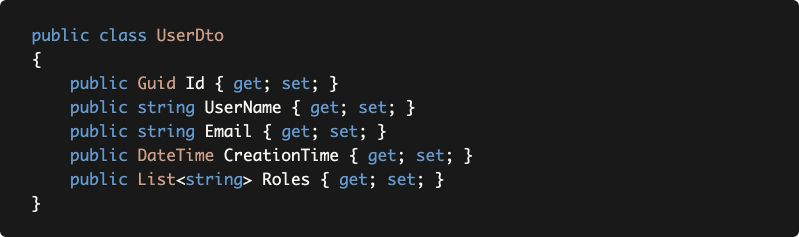 public class UserDto
{
    public Guid Id { get; set; }
    public string UserName { get; set; }
    public string Email { get; set; }
    public DateTime CreationTime { get; set; }
    public List<string> Roles { get; set; }
}